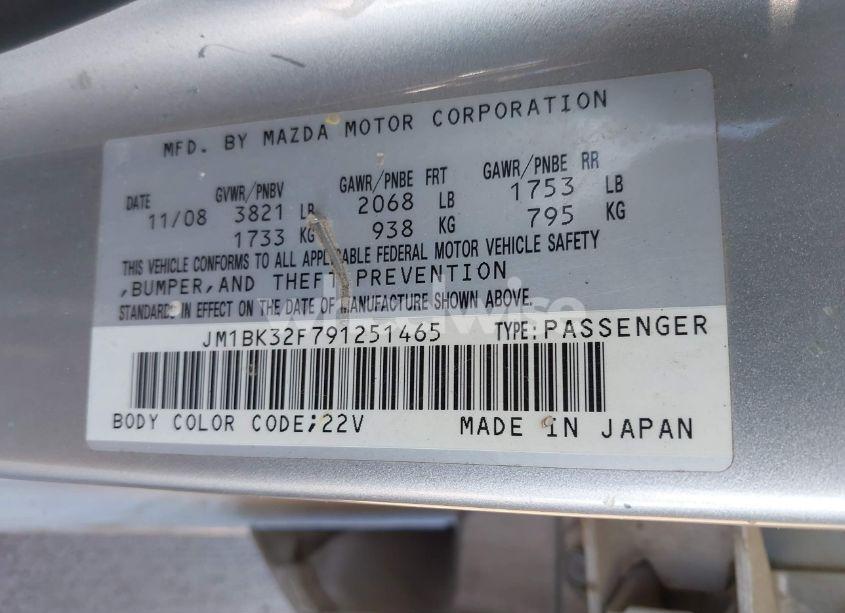 MFD. BY MAZDA MOTOR CORPORATION
DATE GVWR/PNBV GAWR/PNBE FRT GAWR/PNBE RR
11/08 3821 LB 2068 LB 1753 LB
1733 KG 938 KG 795 KG
THIS VEHICLE CONFORMS TO ALL APPLICABLE FEDERAL MOTOR VEHICLE SAFETY
,BUMPER,AND THEFT PREVENTION
STANDARDS IN EFFECT ON THE DATE OF MANUFACTURE SHOWN ABOVE.
JM1BK32F791251465 TYPE:PASSENGER
BODY COLOR CODE;22V MADE IN JAPAN